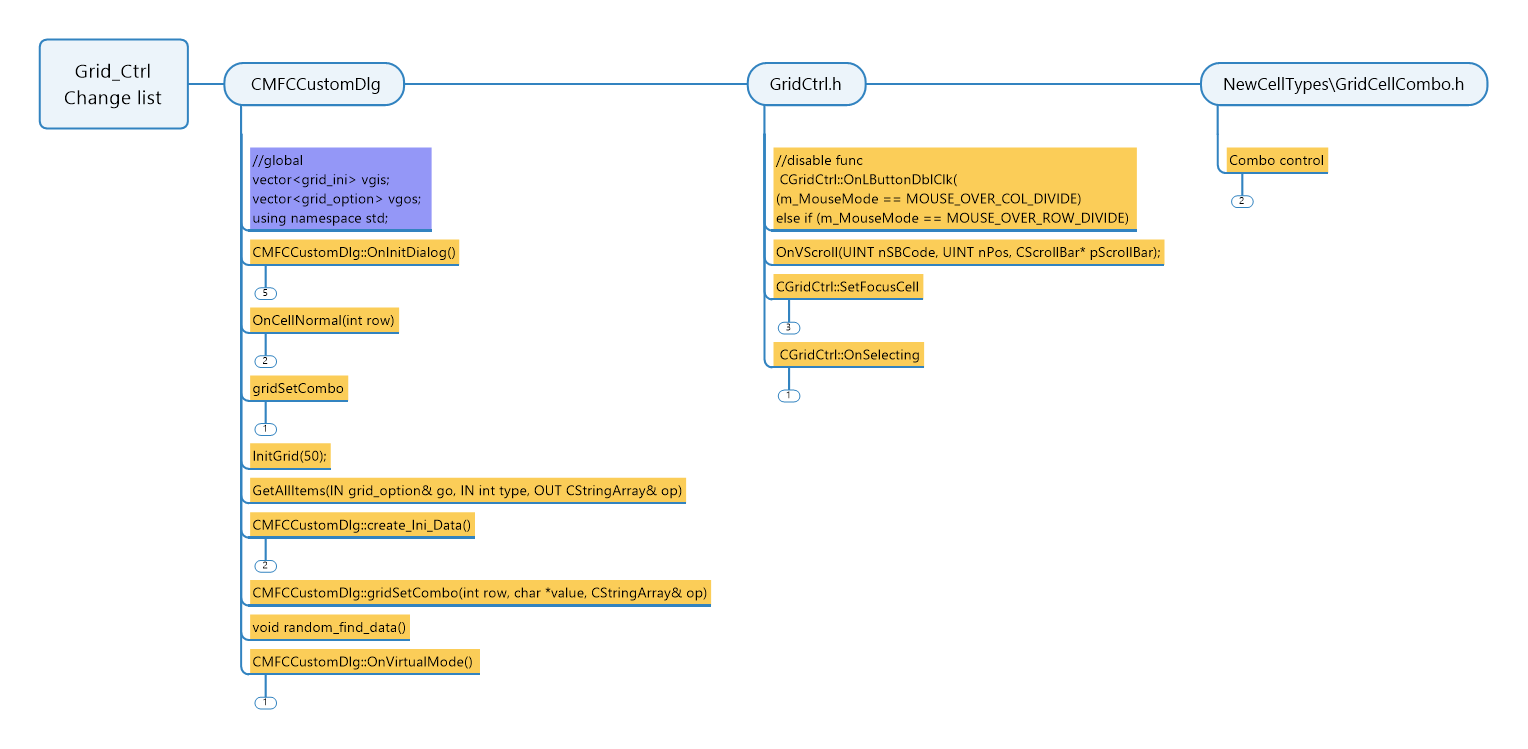 Grid_Ctrl
Change list
CMFCCustomDlg
//global
vector<grid_ini> vgis;
vector<grid_option> vgos;
using namespace std;
CMFCCustomDlg::OnInitDialog()
5
OnCellNormal(int row)
2
gridSetCombo
1
InitGrid(50);
GetAllItems(IN grid_option& go, IN int type, OUT CStringArray& op)
CMFCCustomDlg::create_Ini_Data()
2
CMFCCustomDlg::gridSetCombo(int row, char *value, CStringArray& op)
void random_find_data()
CMFCCustomDlg::OnVirtualMode()
1
GridCtrl.h
//disable func
CGridCtrl::OnLButtonDblClk(
(m_MouseMode == MOUSE_OVER_COL_DIVIDE)
else if (m_MouseMode == MOUSE_OVER_ROW_DIVIDE)
OnVScroll(UINT nSBCode, UINT nPos, CScrollBar* pScrollBar);
CGridCtrl::SetFocusCell
3
CGridCtrl::OnSelecting
1
NewCellTypes\GridCellCombo.h
Combo control
2